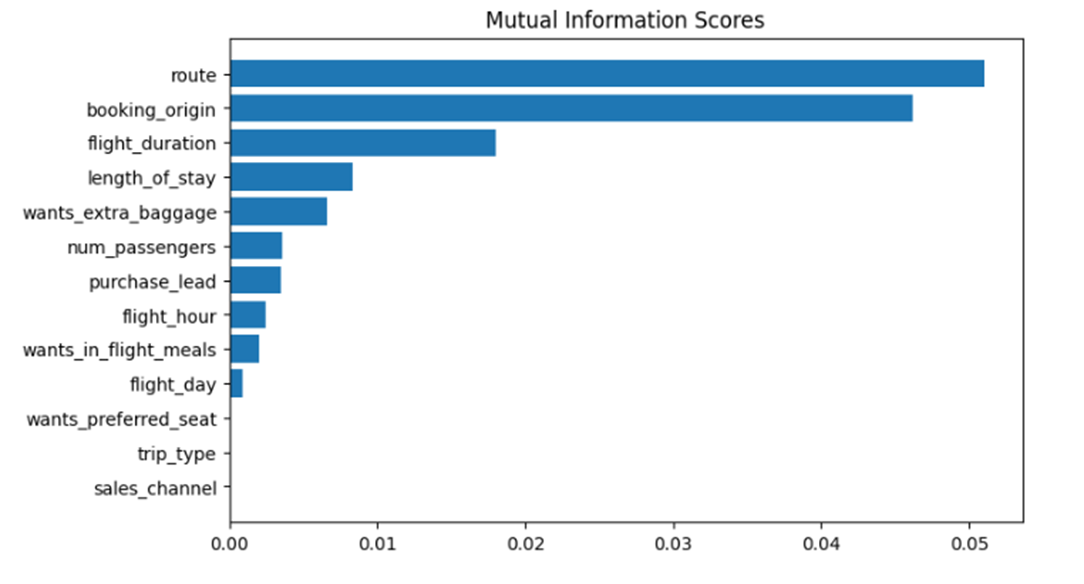 Mutual Information Scores
route
booking_origin
flight_duration
length_of_stay
wants_extra_baggage
num_passengers
purchase_lead
flight_hour
wants_in_flight_meals
flight_day
wants_preferred_seat
trip_type
sales_channel
0.00 0.01 0.02 0.03 0.04 0.05